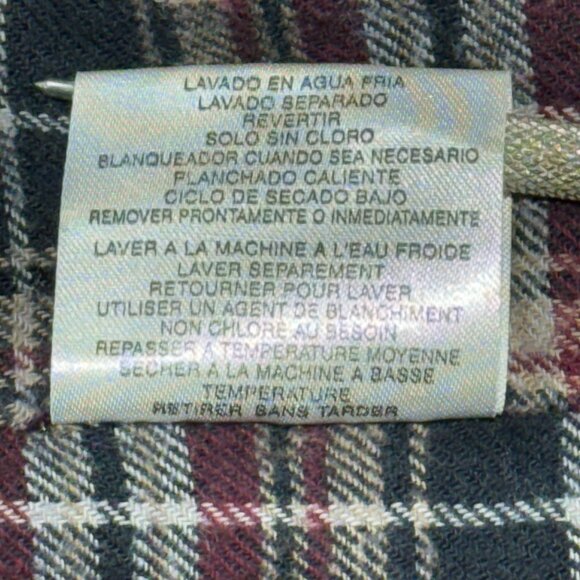 LAVADO EN AGUA FRIA
LAVADO SEPARADO
REVERTIR
SOLO SIN CLORO
BLANQUEADOR CUANDO SEA NECESARIO
PLANCHADO CALIENTE
CICLO DE SECADO BAJO
REMOVER PRONTAMENTE O INMEDIATAMENTE
LAVER A LA MACHINE A L'EAU FROIDE
LAVER SEPAREMENT
RETOURNER POUR LAVER
UTILISER UN AGENT DE BLANCHIMENT
NON CHLORE AU BESOIN
REPASSER A TEMPERATURE MOYENNE
SECHER A LA MACHINE A BASSE
TEMPERATURE
RETIRER SANS TARDER